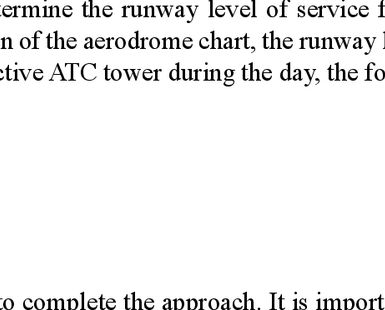 termine the runway level of service f
n of the aerodrome chart, the runway l
ctive ATC tower during the day, the fo
to complete the approach. It is import